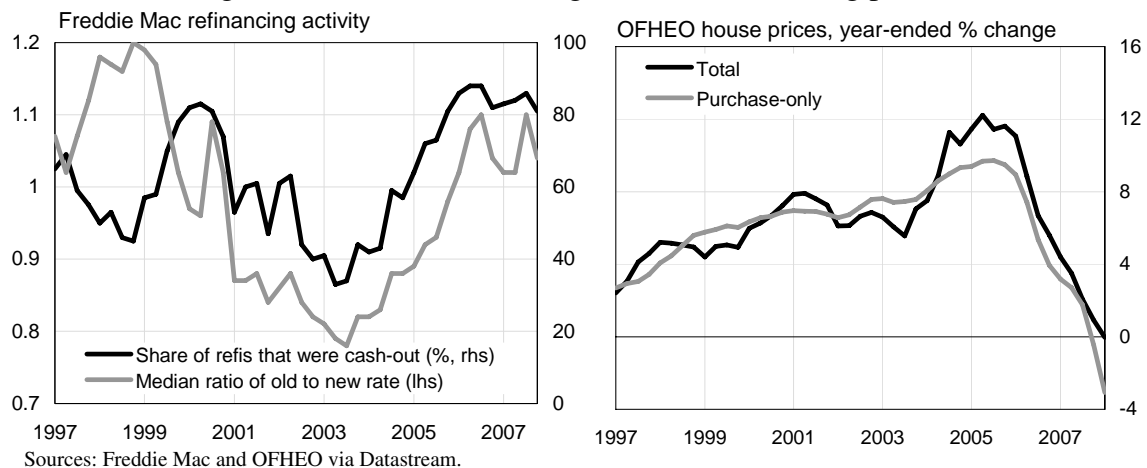 Freddie Mac refinancing activity
1.2
1.1
1
0.9
0.8
0.7
100
80
60
40
20
0
Share of refis that were cash-out (%, rhs)
Median ratio of old to new rate (lhs)
1997 1999 2001 2003 2005 2007
OFHEO house prices, year-ended % change
Total
Purchase-only
16
12
8
4
0
-4
1997 1999 2001 2003 2005 2007
Sources: Freddie Mac and OFHEO via Datastream.